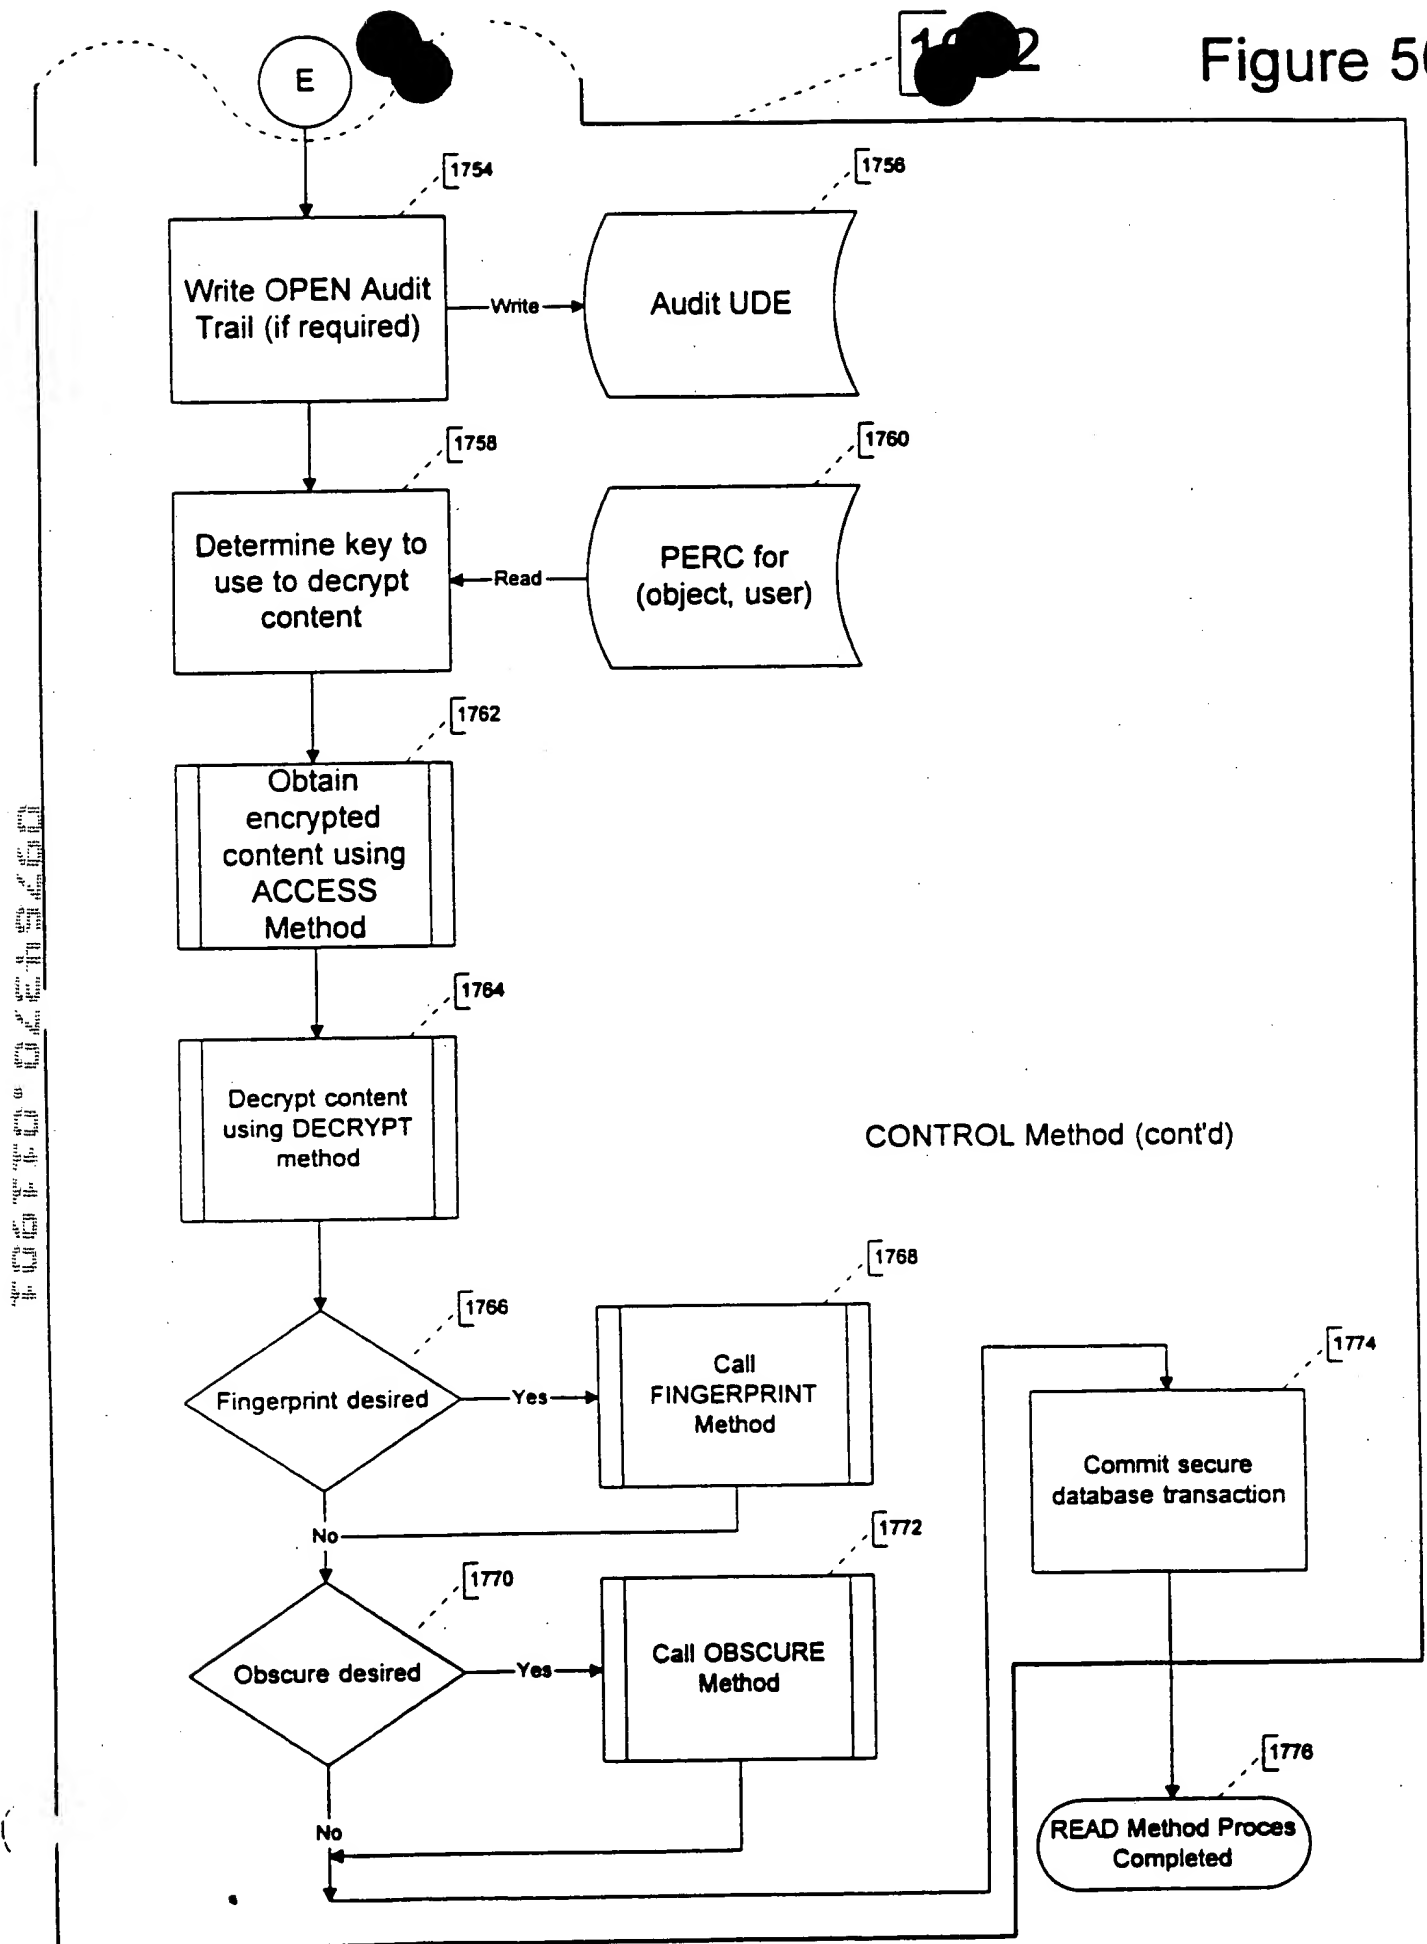 E
Figure 5
1754
1756
Write OPEN Audit
Trail (if required)
Write
Audit UDE
1758
1760
Determine key to
use to decrypt
content
Read
PERC for
(object, user)
1762
Obtain
encrypted
content using
ACCESS
Method
1764
Decrypt content
using DECRYPT
method
CONTROL Method (cont'd)
1766
1768
Fingerprint desired
Yes
Call
FINGERPRINT
Method
1774
Commit secure
database transaction
No
1770
1772
Obscure desired
Yes
Call OBSCURE
Method
No
1776
READ Method Proces
Completed
09754370.011901